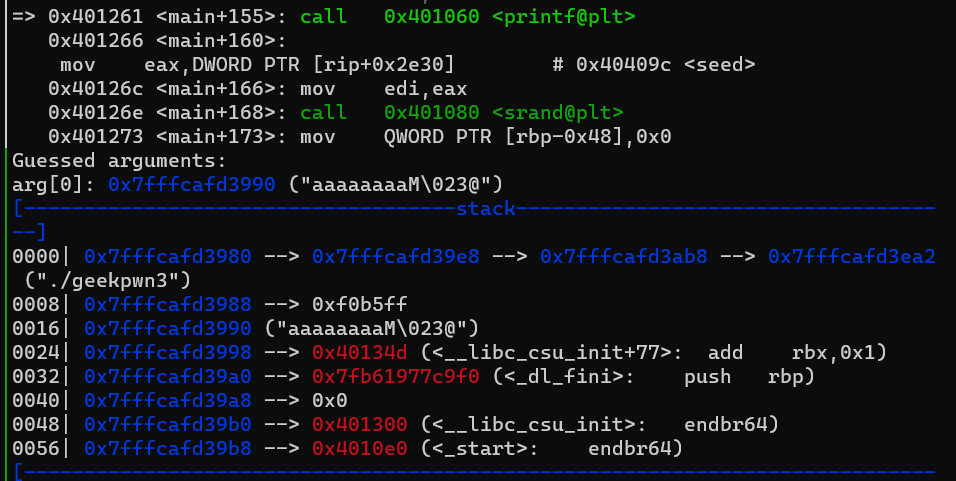 => 0x401261 <main+155>: call   0x401060 <printf@plt>
   0x401266 <main+160>:
    mov    eax,DWORD PTR [rip+0x2e30]        # 0x40409c <seed>
   0x40126c <main+166>: mov    edi,eax
   0x40126e <main+168>: call   0x401080 <srand@plt>
   0x401273 <main+173>: mov    QWORD PTR [rbp-0x48],0x0
Guessed arguments:
arg[0]: 0x7fffcafd3990 ("aaaaaaaaM\023@")
[------------------------------------stack-----------------------------------
--]
0000| 0x7fffcafd3980 --> 0x7fffcafd39e8 --> 0x7fffcafd3ab8 --> 0x7fffcafd3ea2
 ("./geekpwn3")
0008| 0x7fffcafd3988 --> 0xf0b5ff
0016| 0x7fffcafd3990 ("aaaaaaaaM\023@")
0024| 0x7fffcafd3998 --> 0x40134d (<__libc_csu_init+77>:  add    rbx,0x1)
0032| 0x7fffcafd39a0 --> 0x7fb61977c9f0 (<_dl_fini>:    push   rbp)
0040| 0x7fffcafd39a8 --> 0x0
0048| 0x7fffcafd39b0 --> 0x401300 (<__libc_csu_init>:   endbr64)
0056| 0x7fffcafd39b8 --> 0x4010e0 (<_start>:    endbr64)
[----------------------------------------------------------------------------